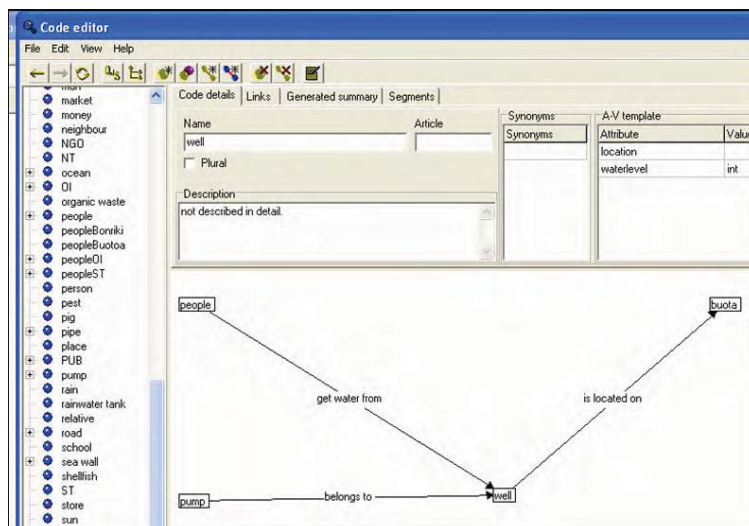 Code editor
File Edit View Help
Code details Links Generated summary Segments
market
money
neighbour
NGO
NT
ocean
OI
organic waste
people
peopleBonriki
peopleBuotoa
peopleOI
peopleST
person
pest
pig
pipe
place
PUB
pump
rain
rainwater tank
relative
road
school
sea wall
shellfish
ST
store
sun
Name Article
well
Plural
Description
not described in detail.
Synonyms
Synonyms
A-V template
Attribute Valu
location
waterlevel int
people
buota
get water from
is located on
pump
belongs to
well